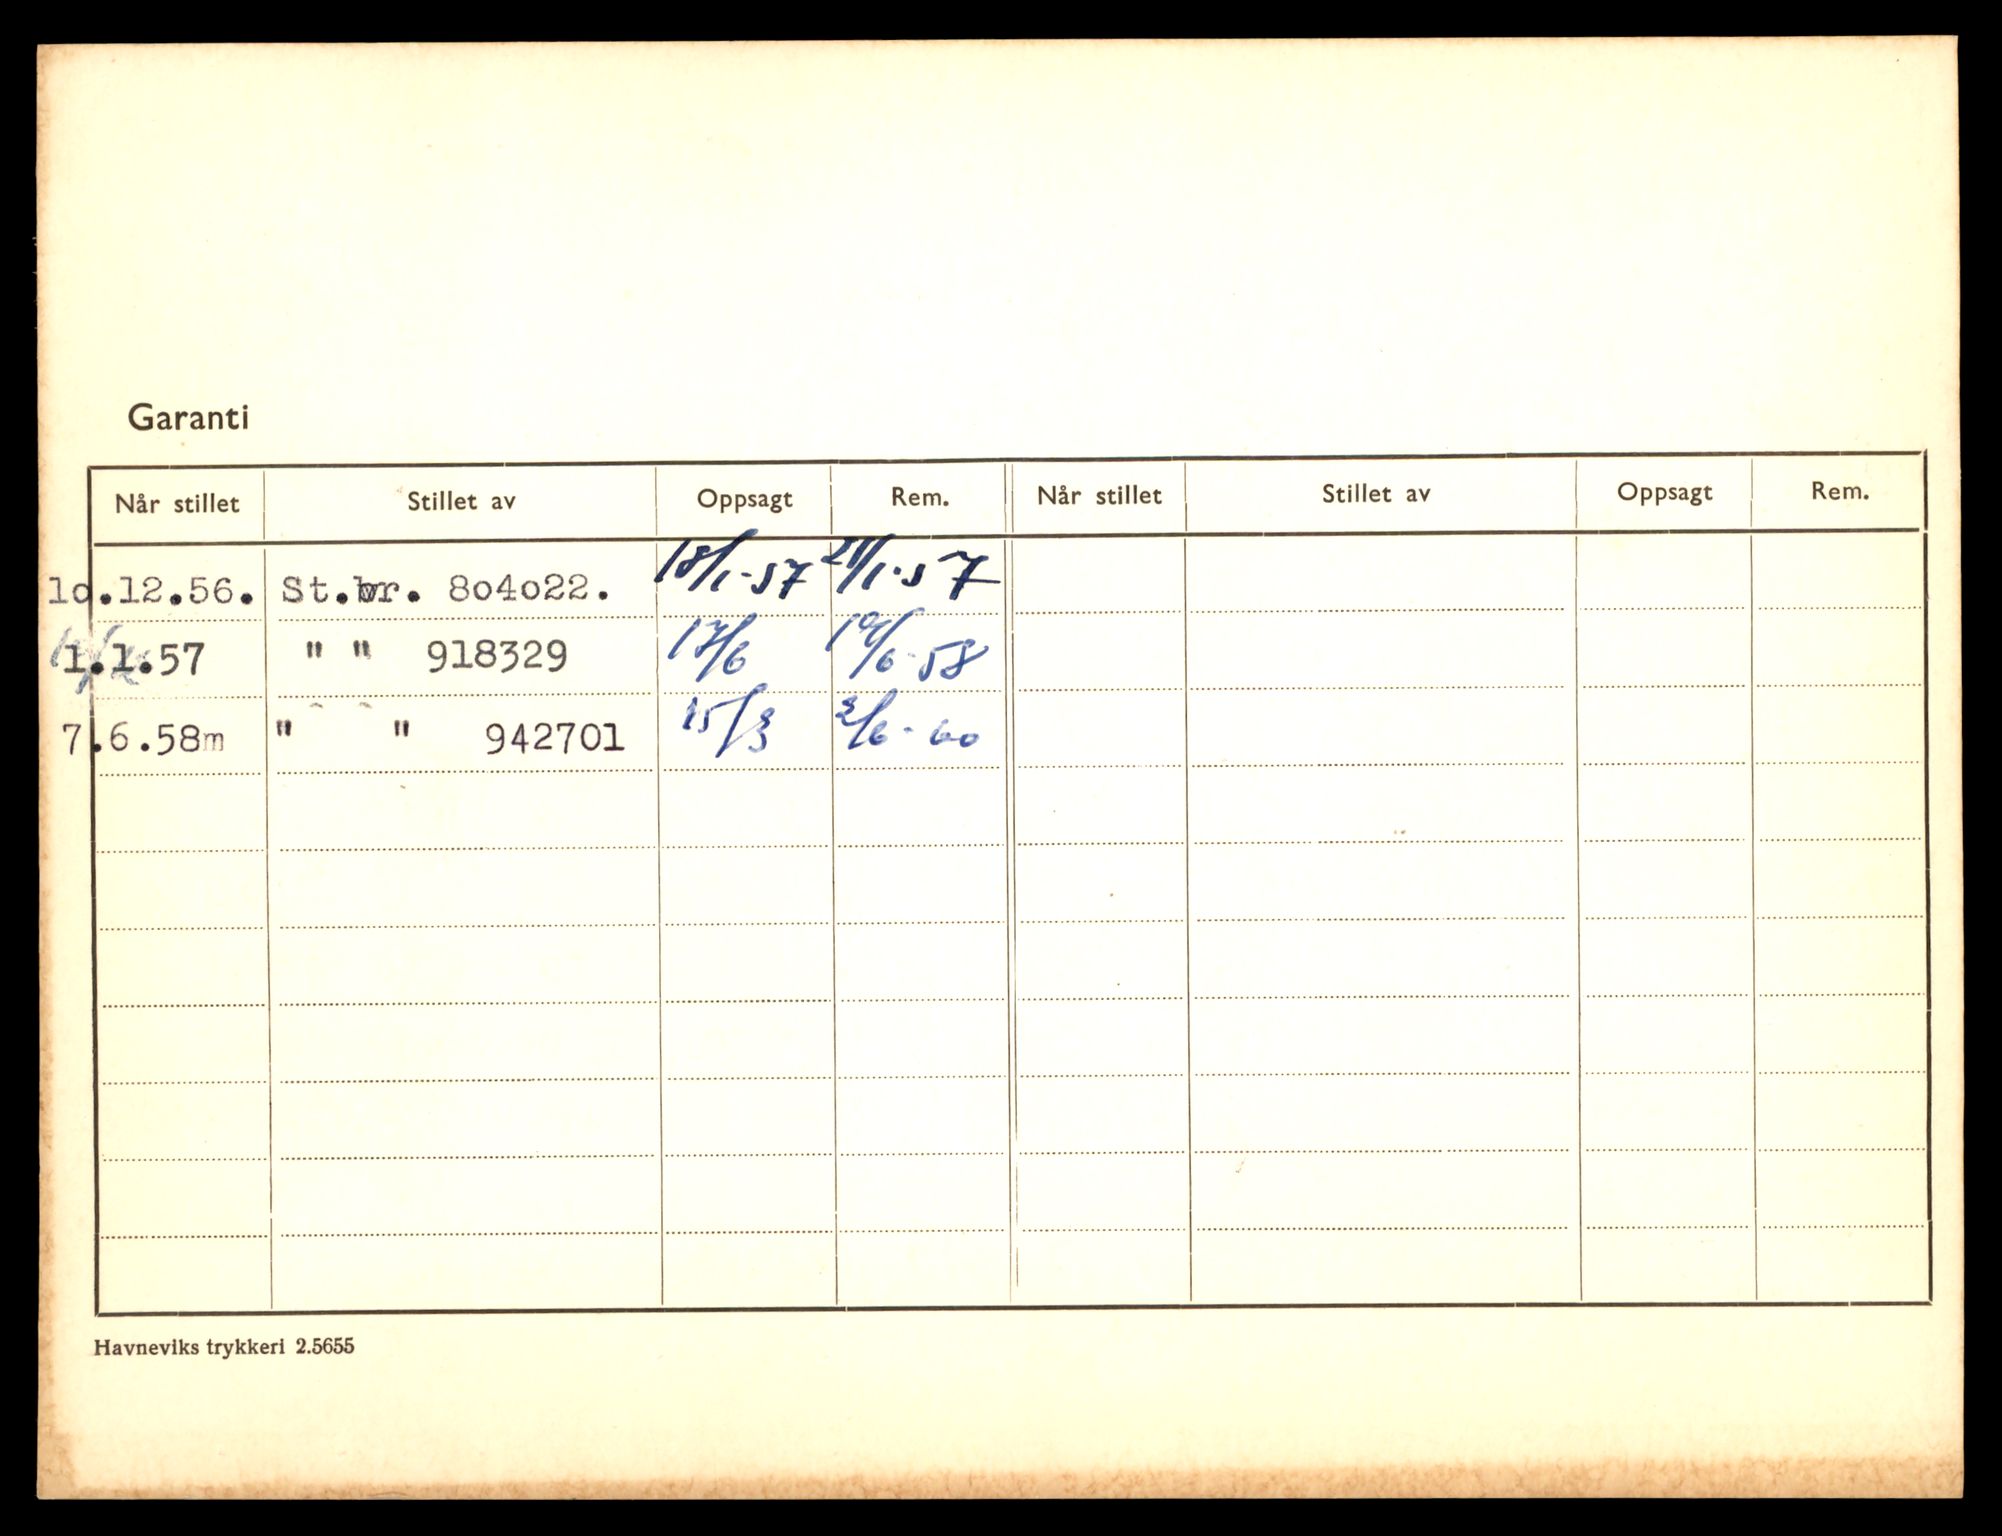 Garanti
Når stillet Stillet av Oppsagt Rem. Når stillet Stillet av Oppsagt Rem.
1o.12.56. St.br. 8o4o22. 18/1-57 21/1-57
1.1.57 " " 918329 17/6 19/6-58
7.6.58m " " 942701 15/3 2/6-60
Havneviks trykkeri 2.5655